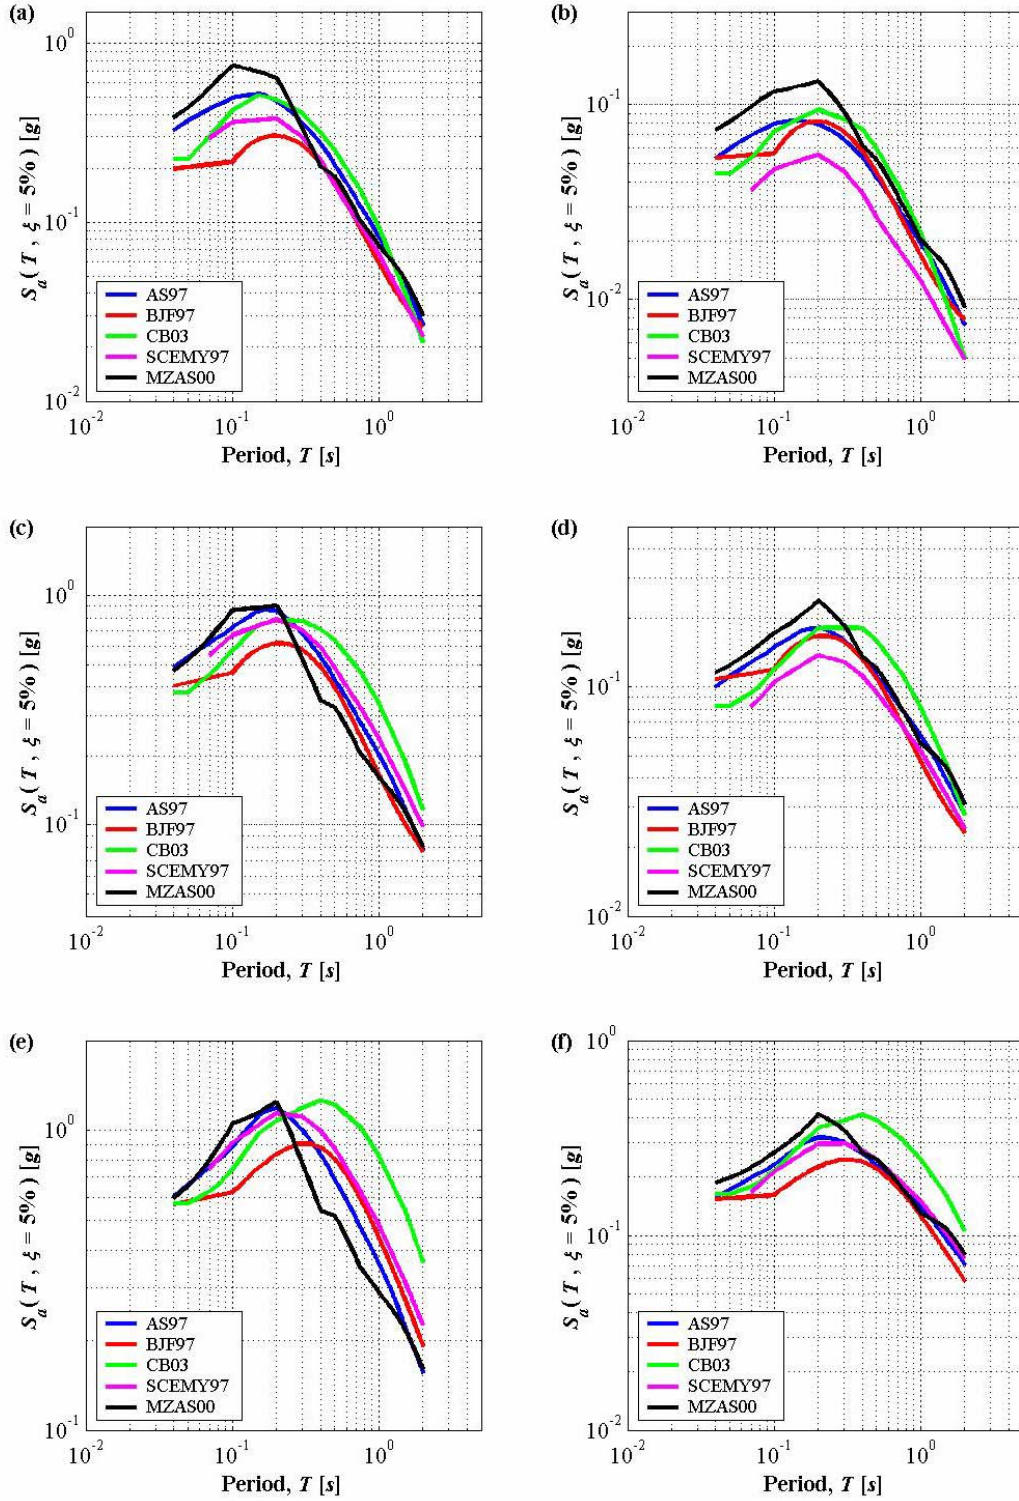 (a)
S_a(T, ξ = 5%) [g]
10^0
10^-1
10^-2
AS97
BJF97
CB03
SCEMY97
MZAS00
10^-2
10^-1
10^0
Period, T [s]
(b)
S_a(T, ξ = 5%) [g]
10^-1
10^-2
AS97
BJF97
CB03
SCEMY97
MZAS00
10^-2
10^-1
10^0
Period, T [s]
(c)
S_a(T, ξ = 5%) [g]
10^0
10^-1
AS97
BJF97
CB03
SCEMY97
MZAS00
10^-2
10^-1
10^0
Period, T [s]
(d)
S_a(T, ξ = 5%) [g]
10^-1
10^-2
AS97
BJF97
CB03
SCEMY97
MZAS00
10^-2
10^-1
10^0
Period, T [s]
(e)
S_a(T, ξ = 5%) [g]
10^0
10^-1
AS97
BJF97
CB03
SCEMY97
MZAS00
10^-2
10^-1
10^0
Period, T [s]
(f)
S_a(T, ξ = 5%) [g]
10^0
10^-1
10^-2
AS97
BJF97
CB03
SCEMY97
MZAS00
10^-2
10^-1
10^0
Period, T [s]